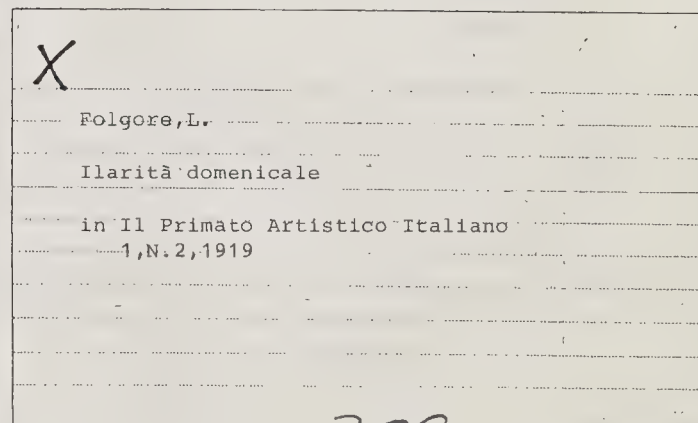 X
Folgore,L.
Ilarità domenicale
in Il Primato Artistico Italiano
1,N.2,1919